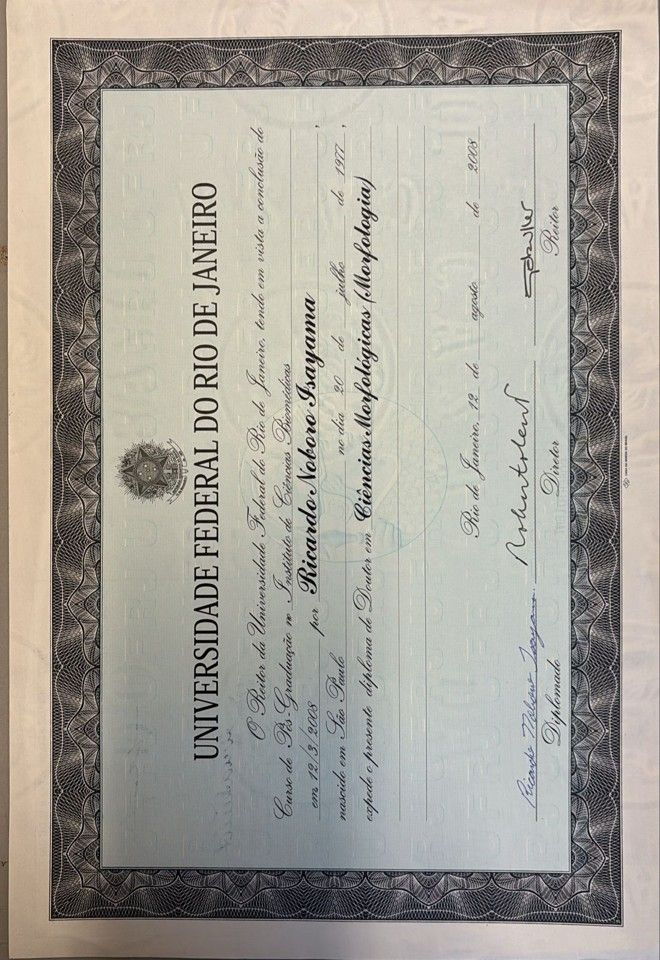 UNIVERSIDADE FEDERAL DO RIO DE JANEIRO
O Reitor da Universidade Federal do Rio de Janeiro, tendo em vista a conclusão do
Curso de Pós-Graduação no Instituto de Ciências Biomédicas
em 12/3/2008 por Ricardo Noboro Isayama,
nascido em São Paulo no dia 20 de julho de 1977,
expede o presente diploma de Doutor em Ciências Morfológicas (Morfologia)
Rio de Janeiro, 12 de agosto de 2008
Ricardo Noboro Isayama
Diplomado Diretor Reitor